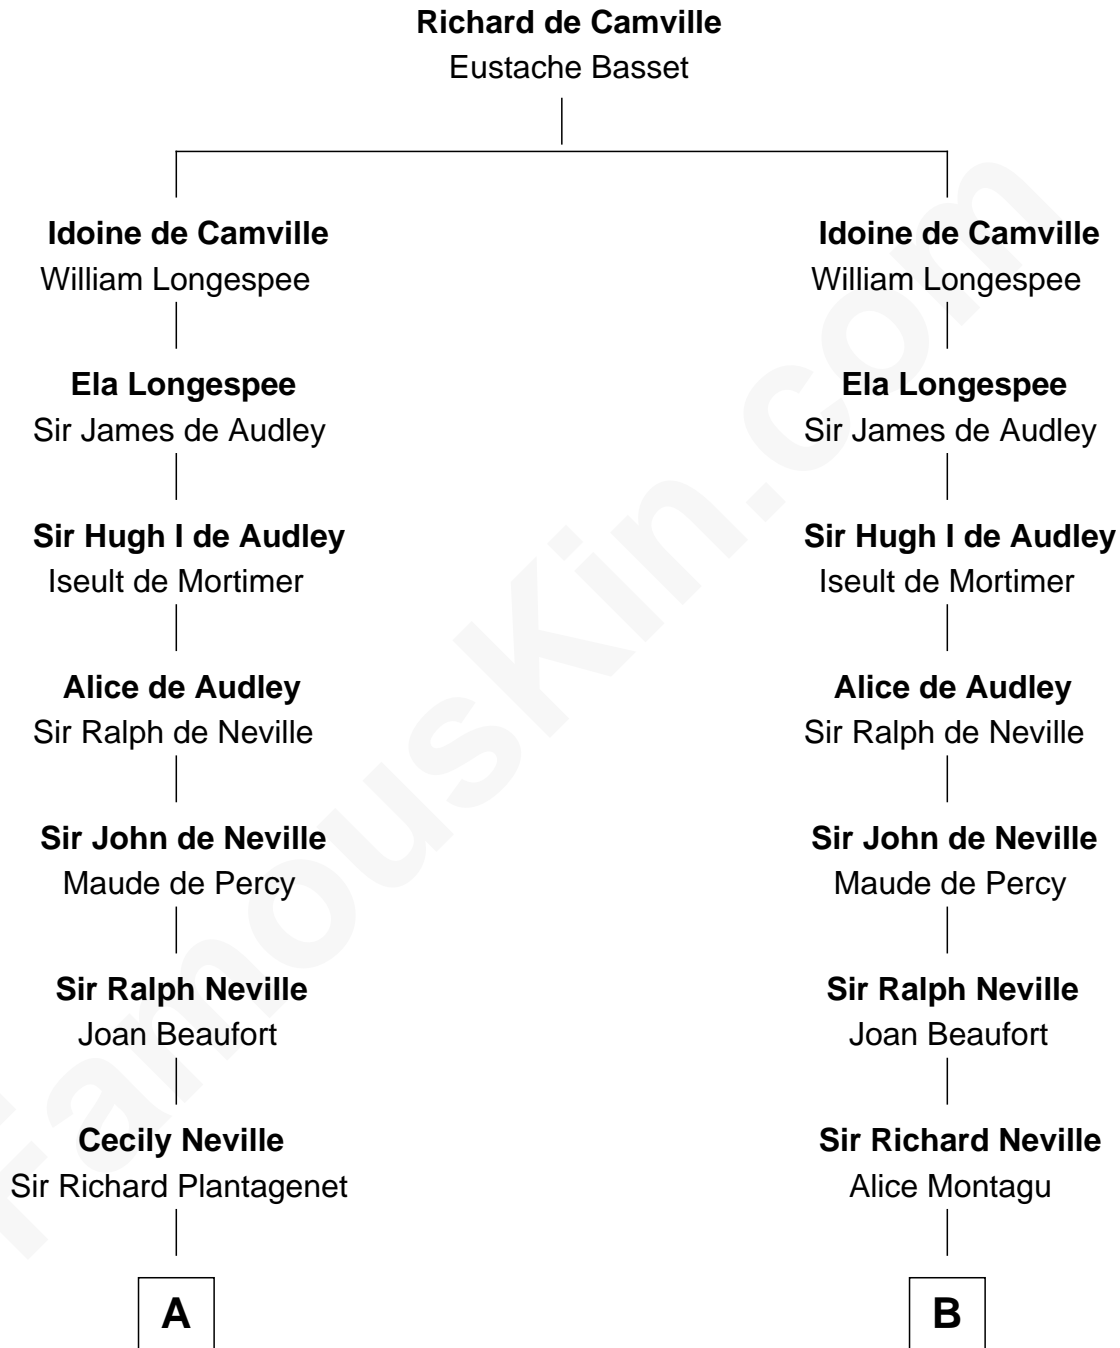 Richard de Camville
Eustache Basset
Idoine de Camville
William Longespee
Ela Longespee
Sir James de Audley
Sir Hugh I de Audley
Iseult de Mortimer
Alice de Audley
Sir Ralph de Neville
Sir John de Neville
Maude de Percy
Sir Ralph Neville
Joan Beaufort
Cecily Neville
Sir Richard Plantagenet
A
Idoine de Camville
William Longespee
Ela Longespee
Sir James de Audley
Sir Hugh I de Audley
Iseult de Mortimer
Alice de Audley
Sir Ralph de Neville
Sir John de Neville
Maude de Percy
Sir Ralph Neville
Joan Beaufort
Sir Richard Neville
Alice Montagu
B
FamousKin.com